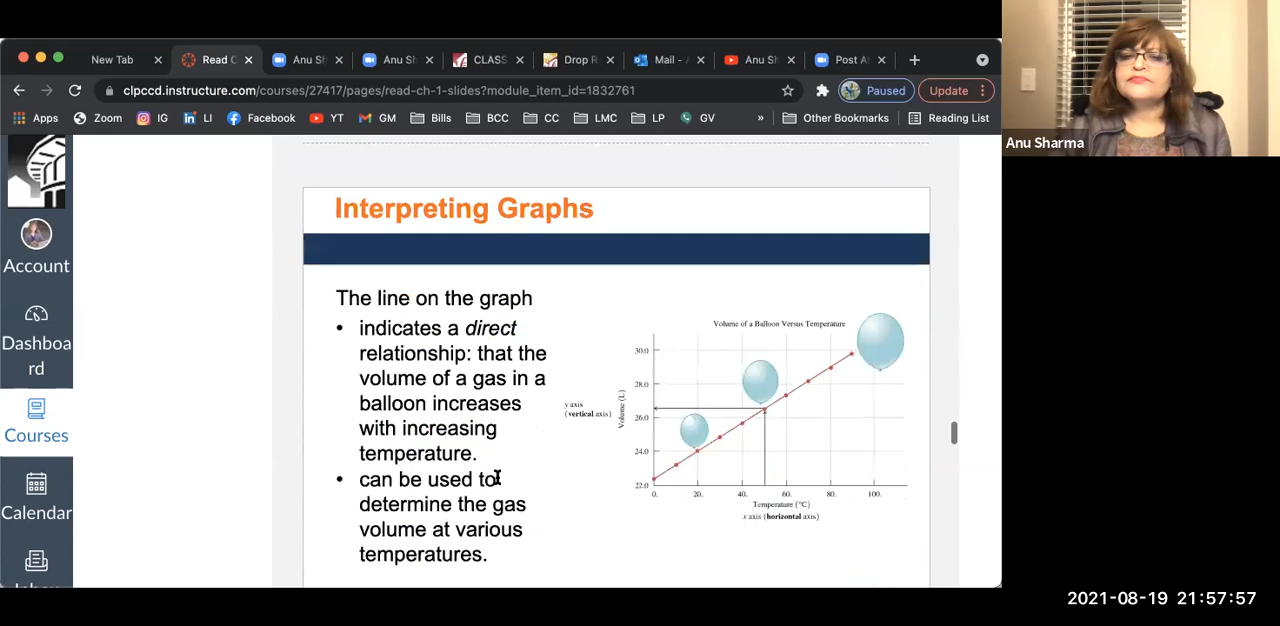 New Tab
Read C
Anu Sh
Anu Sh
CLASS
Drop R
Mail - A
Anu Sh
Post A
clpccd.instructure.com/courses/27417/pages/read-ch-1-slides?module_item_id=1832761
Paused
Update
Apps
Zoom
IG
LI
Facebook
YT
GM
Bills
BCC
CC
LMC
LP
GV
»
Other Bookmarks
Reading List
Anu Sharma
Account
Dashboa
rd
Courses
Calendar
Interpreting Graphs
The line on the graph
• indicates a direct
relationship: that the
volume of a gas in a
balloon increases
with increasing
temperature.
• can be used to
determine the gas
volume at various
temperatures.
Volume of a Balloon Versus Temperature
30.0
28.0
26.0
24.0
22.0
y axis
(vertical axis)
Volume (L)
0. 20. 40. 60. 80. 100.
Temperature (°C)
x axis (horizontal axis)
2021-08-19 21:57:57